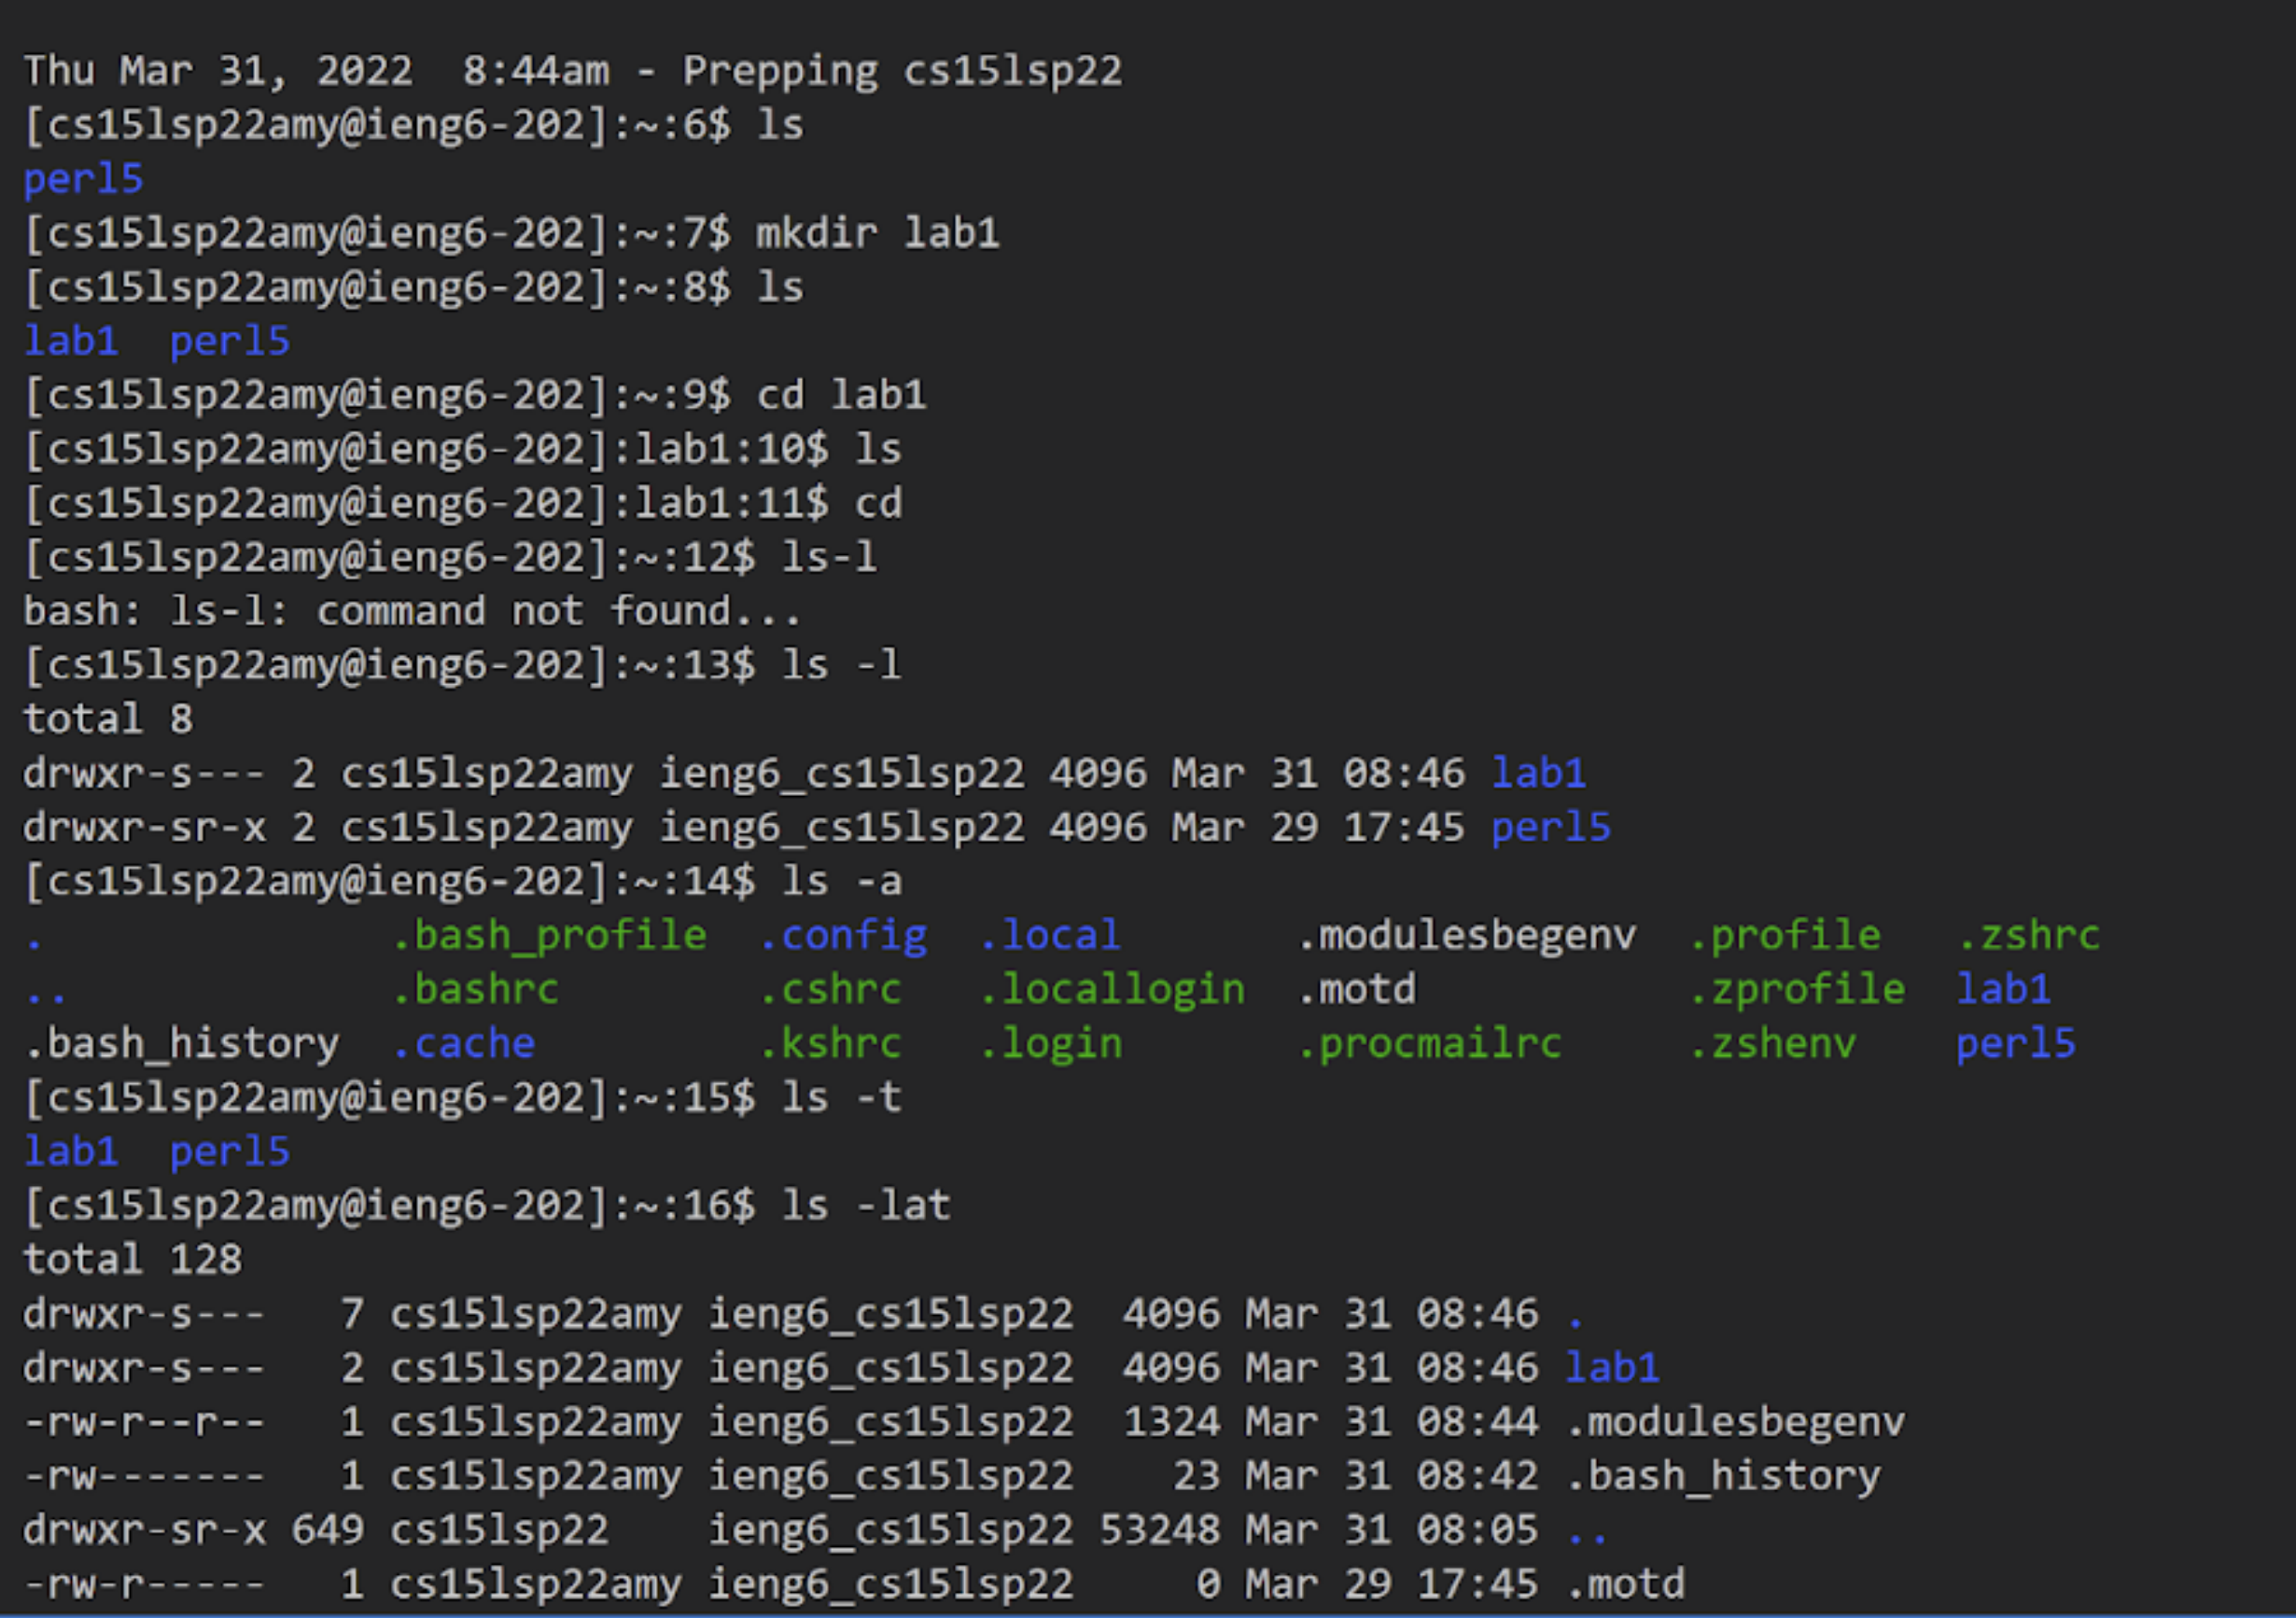 Thu Mar 31, 2022  8:44am - Prepping cs15lsp22
[cs15lsp22amy@ieng6-202]:~:6$ ls
perl5
[cs15lsp22amy@ieng6-202]:~:7$ mkdir lab1
[cs15lsp22amy@ieng6-202]:~:8$ ls
lab1  perl5
[cs15lsp22amy@ieng6-202]:~:9$ cd lab1
[cs15lsp22amy@ieng6-202]:lab1:10$ ls
[cs15lsp22amy@ieng6-202]:lab1:11$ cd
[cs15lsp22amy@ieng6-202]:~:12$ ls-l
bash: ls-l: command not found...
[cs15lsp22amy@ieng6-202]:~:13$ ls -l
total 8
drwxr-s--- 2 cs15lsp22amy ieng6_cs15lsp22 4096 Mar 31 08:46 lab1
drwxr-sr-x 2 cs15lsp22amy ieng6_cs15lsp22 4096 Mar 29 17:45 perl5
[cs15lsp22amy@ieng6-202]:~:14$ ls -a
.              .bash_profile  .config  .local       .modulesbegenv  .profile   .zshrc
..             .bashrc        .cshrc   .locallogin  .motd           .zprofile  lab1
.bash_history  .cache         .kshrc   .login       .procmailrc     .zshenv    perl5
[cs15lsp22amy@ieng6-202]:~:15$ ls -t
lab1  perl5
[cs15lsp22amy@ieng6-202]:~:16$ ls -lat
total 128
drwxr-s---   7 cs15lsp22amy ieng6_cs15lsp22  4096 Mar 31 08:46 .
drwxr-s---   2 cs15lsp22amy ieng6_cs15lsp22  4096 Mar 31 08:46 lab1
-rw-r--r--   1 cs15lsp22amy ieng6_cs15lsp22  1324 Mar 31 08:44 .modulesbegenv
-rw-------   1 cs15lsp22amy ieng6_cs15lsp22    23 Mar 31 08:42 .bash_history
drwxr-sr-x 649 cs15lsp22    ieng6_cs15lsp22 53248 Mar 31 08:05 ..
-rw-r-----   1 cs15lsp22amy ieng6_cs15lsp22     0 Mar 29 17:45 .motd